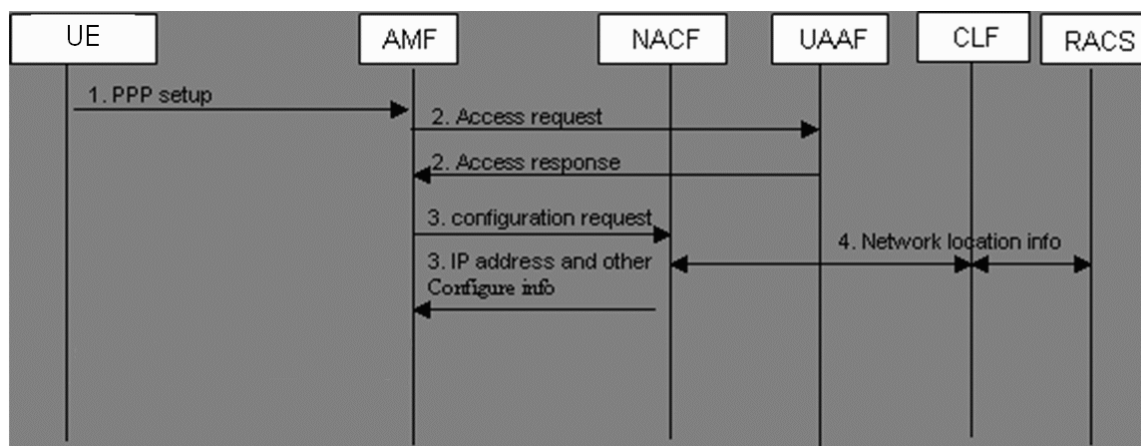 UE
AMF
NACF
UAAF
CLF
RACS
1. PPP setup
2. Access request
2. Access response
3. configuration request
4. Network location info
3. IP address and other
Configure info